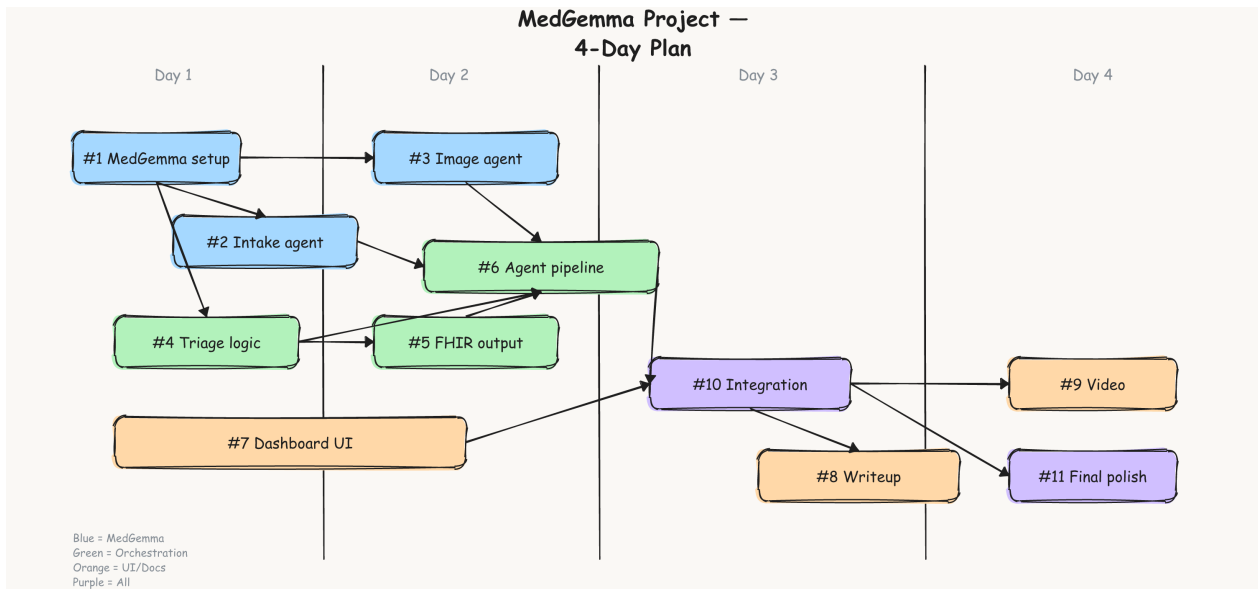 MedGemma Project —
4-Day Plan
Day 1
Day 2
Day 3
Day 4
#1 MedGemma setup
#3 Image agent
#2 Intake agent
#6 Agent pipeline
#4 Triage logic
#5 FHIR output
#10 Integration
#9 Video
#7 Dashboard UI
#8 Writeup
#11 Final polish
Blue = MedGemma
Green = Orchestration
Orange = UI/Docs
Purple = All